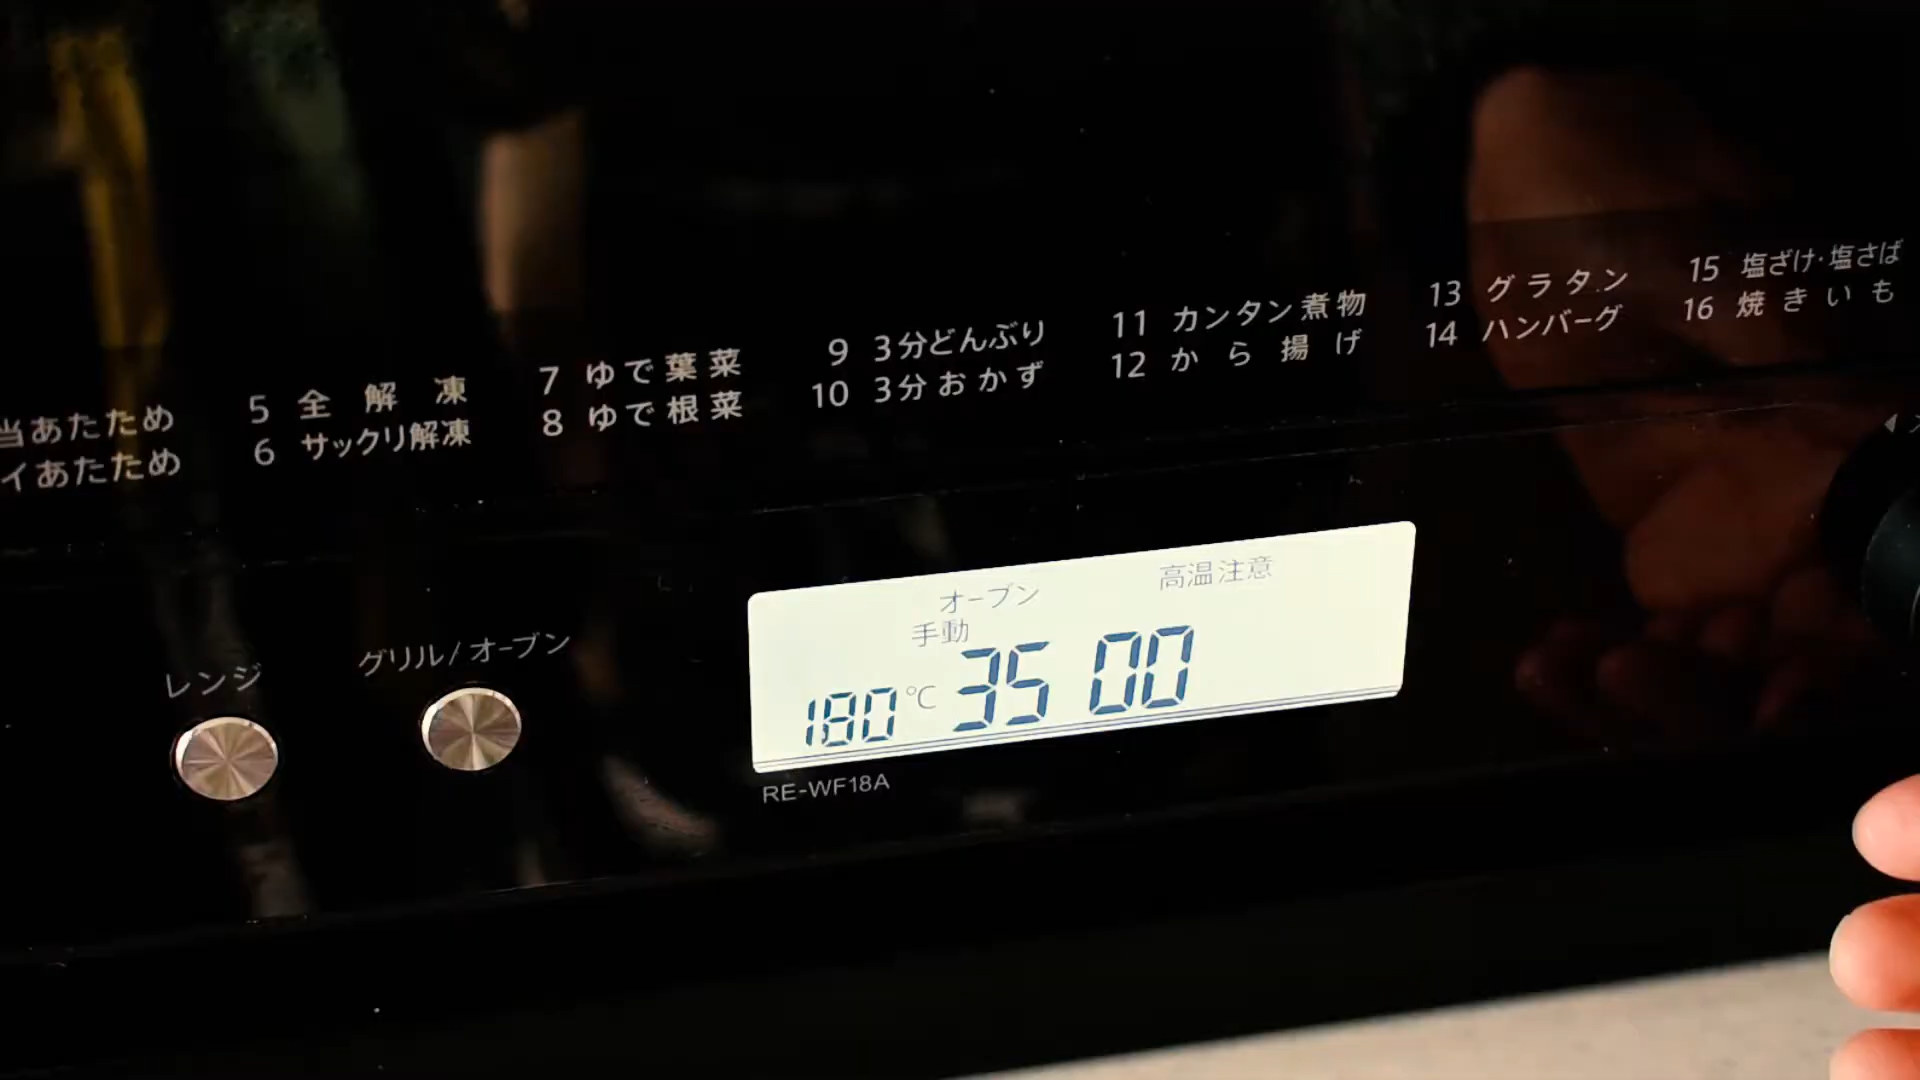 当あたため
イあたため
5 全解凍
6 サックリ解凍
7 ゆで葉菜
8 ゆで根菜
9 3分どんぶり
10 3分おかず
11 カンタン煮物
12 から揚げ
13 グラタン
14 ハンバーグ
15 塩ざけ・塩さば
16 焼きいも
レンジ
グリル/オーブン
オーブン 高温注意
手動
180℃ 35 00
RE-WF18A